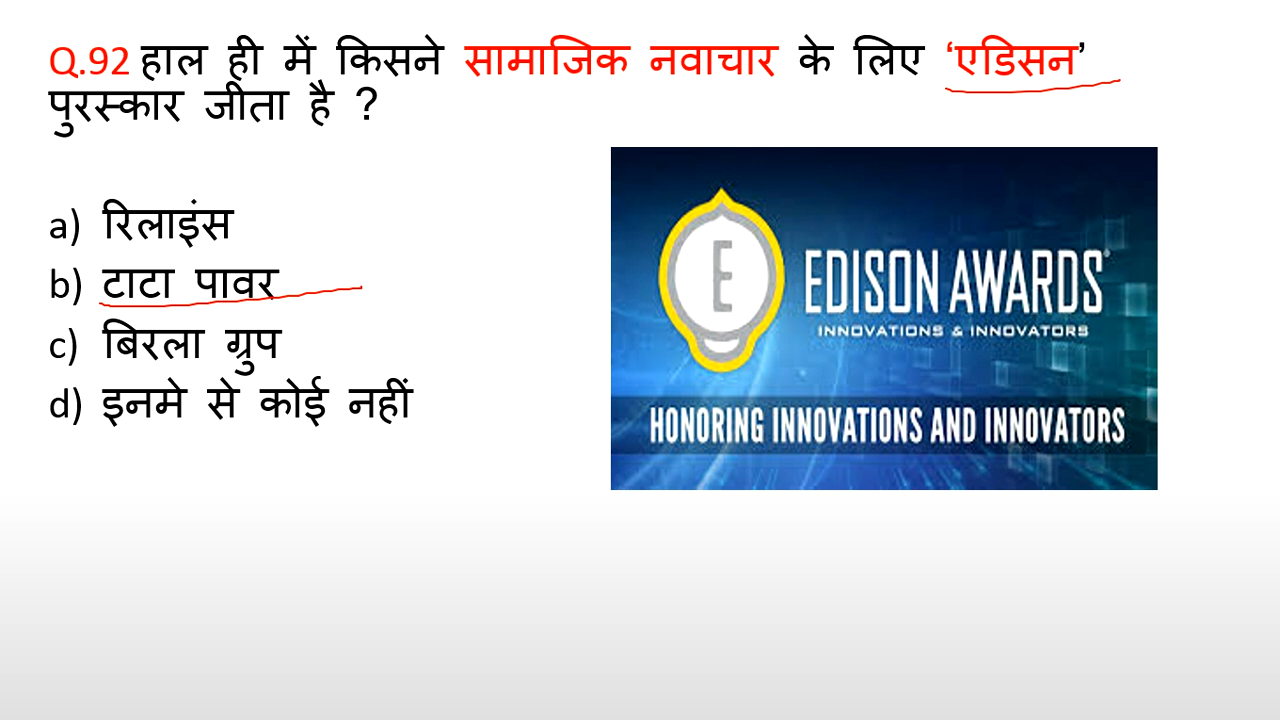 Q.92 हाल ही में किसने सामाजिक नवाचार के लिए ‘एडिसन’
पुरस्कार जीता है ?
a) रिलाइंस
b) टाटा पावर
c) बिरला ग्रुप
d) इनमे से कोई नहीं
E
EDISON AWARDS®
INNOVATIONS & INNOVATORS
HONORING INNOVATIONS AND INNOVATORS